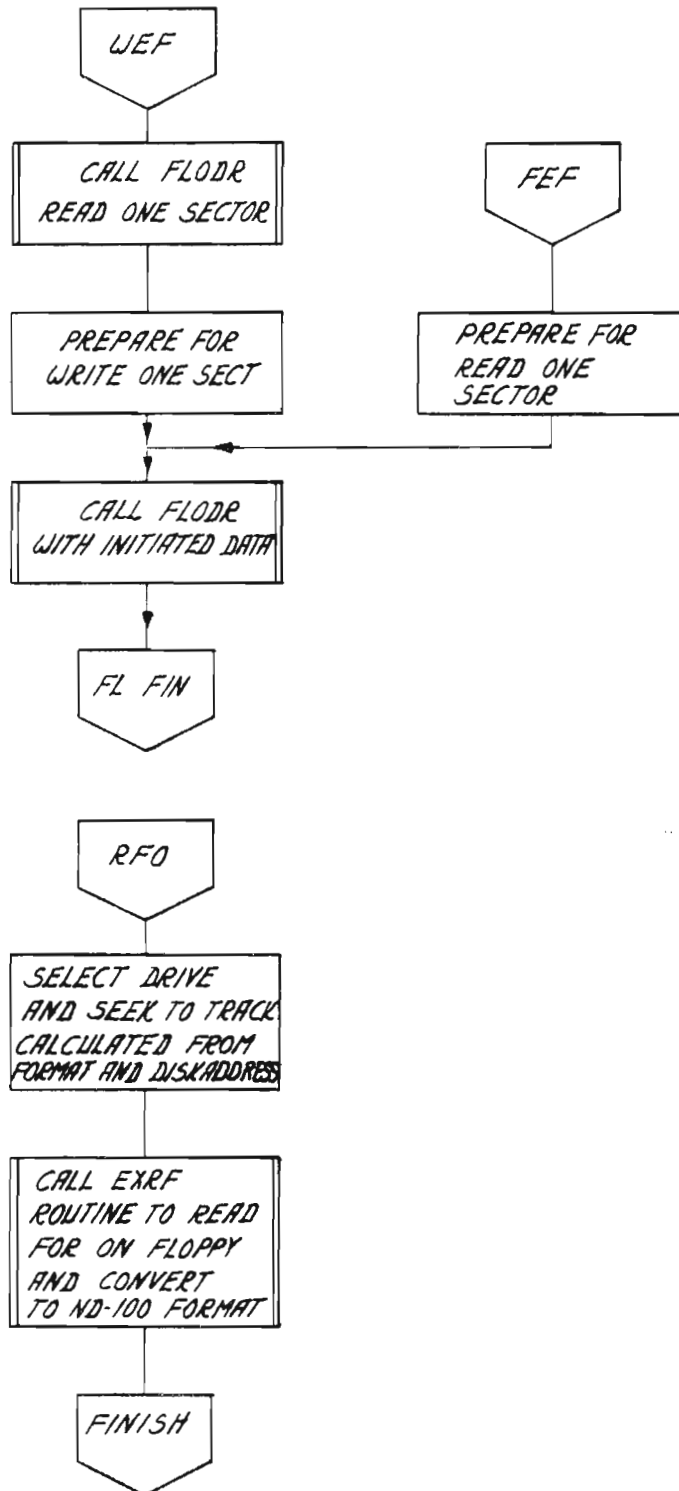 WEF
CALL FLODR
READ ONE SECTOR
FEF
PREPARE FOR
WRITE ONE SECT
PREPARE FOR
READ ONE
SECTOR
CALL FLODR
WITH INITIATED DATA
FL FIN
RFO
SELECT DRIVE
AND SEEK TO TRACK
CALCULATED FROM
FORMAT AND DISKADDRESS
CALL EXRF
ROUTINE TO READ
FOR ON FLOPPY
AND CONVERT
TO ND-100 FORMAT
FINISH